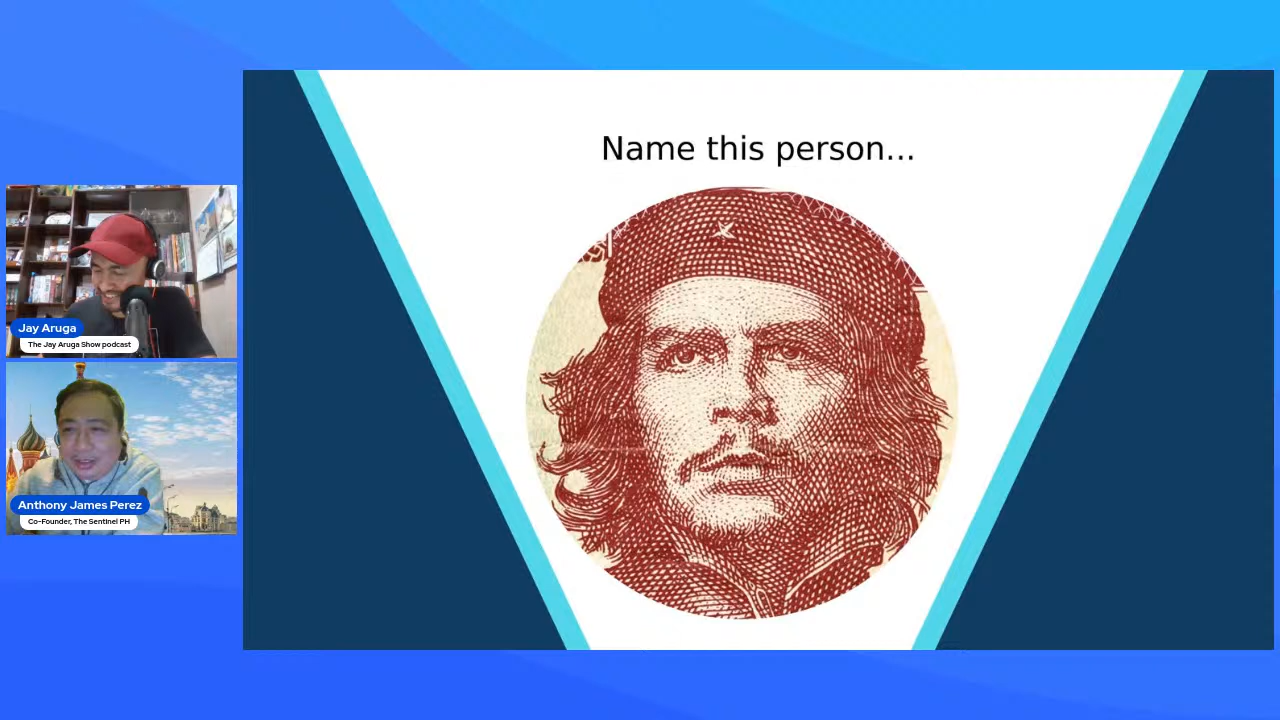 Name this person...
Jay Aruga
The Jay Aruga Show podcast
Anthony James Perez
Co-Founder, The Sentinel PH